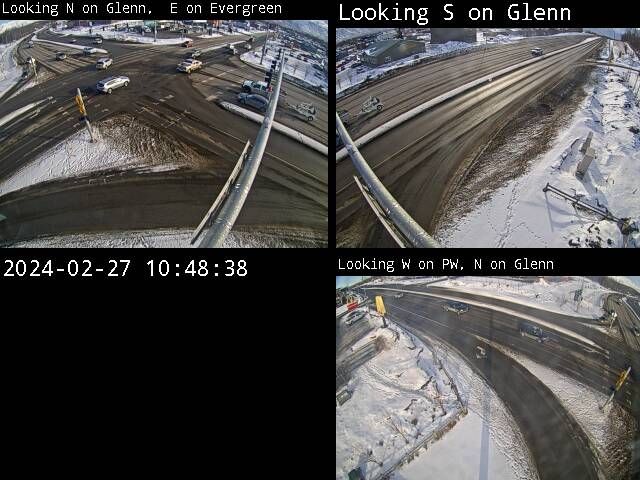 Looking N on Glenn, E on Evergreen
Looking S on Glenn
2024-02-27 10:48:38
Looking W on PW, N on Glenn